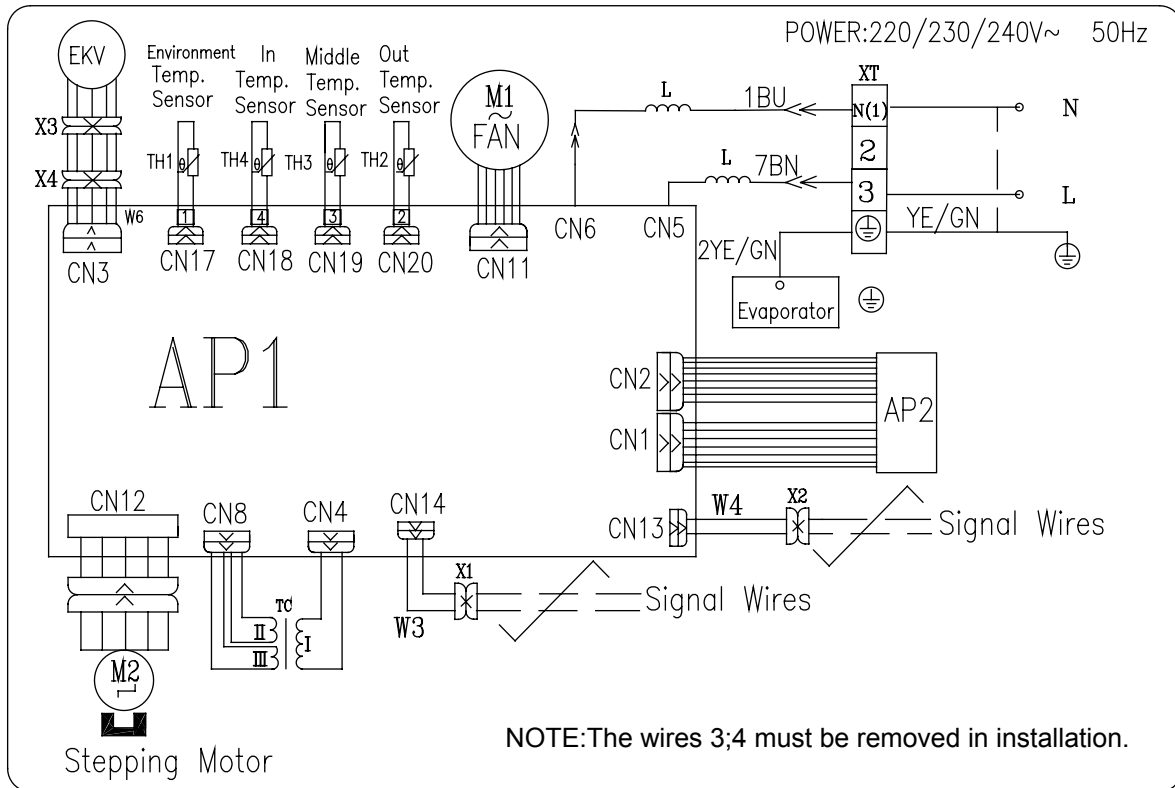 POWER:220/230/240V~ 50Hz
EKV
Environment Temp. Sensor
In Temp. Sensor
Middle Temp. Sensor
Out Temp. Sensor
M1
~
FAN
X3
X4
TH1
θ
TH4
θ
TH3
θ
TH2
θ
W6
1
4
3
2
CN3
CN17
CN18
CN19
CN20
CN11
CN6
CN5
L
1BU
L
7BN
XT
N(1)
2
3
N
L
YE/GN
2YE/GN
Evaporator
AP1
CN2
CN1
AP2
CN12
CN8
CN4
CN14
CN13
W4
X2
Signal Wires
X1
W3
Signal Wires
TC
II
III
I
M2
Stepping Motor
NOTE:The wires 3;4 must be removed in installation.